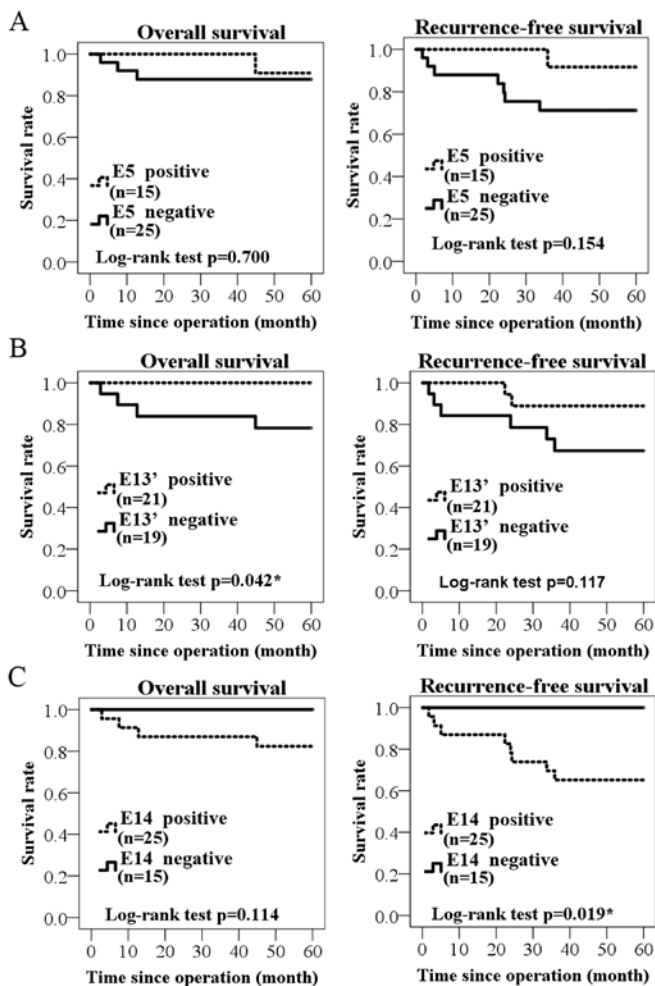 A
Overall survival
1.0
0.8
0.6
0.4
0.2
0.0
Survival rate
E5 positive
(n=15)
E5 negative
(n=25)
Log-rank test p=0.700
0 10 20 30 40 50 60
Time since operation (month)
Recurrence-free survival
1.0
0.8
0.6
0.4
0.2
0.0
Survival rate
E5 positive
(n=15)
E5 negative
(n=25)
Log-rank test p=0.154
0 10 20 30 40 50 60
Time since operation (month)
B
Overall survival
1.0
0.8
0.6
0.4
0.2
0.0
Survival rate
E13’ positive
(n=21)
E13’ negative
(n=19)
Log-rank test p=0.042*
0 10 20 30 40 50 60
Time since operation (month)
Recurrence-free survival
1.0
0.8
0.6
0.4
0.2
0.0
Survival rate
E13’ positive
(n=21)
E13’ negative
(n=19)
Log-rank test p=0.117
0 10 20 30 40 50 60
Time since operation (month)
C
Overall survival
1.0
0.8
0.6
0.4
0.2
0.0
Survival rate
E14 positive
(n=25)
E14 negative
(n=15)
Log-rank test p=0.114
0 10 20 30 40 50 60
Time since operation (month)
Recurrence-free survival
1.0
0.8
0.6
0.4
0.2
0.0
Survival rate
E14 positive
(n=25)
E14 negative
(n=15)
Log-rank test p=0.019*
0 10 20 30 40 50 60
Time since operation (month)